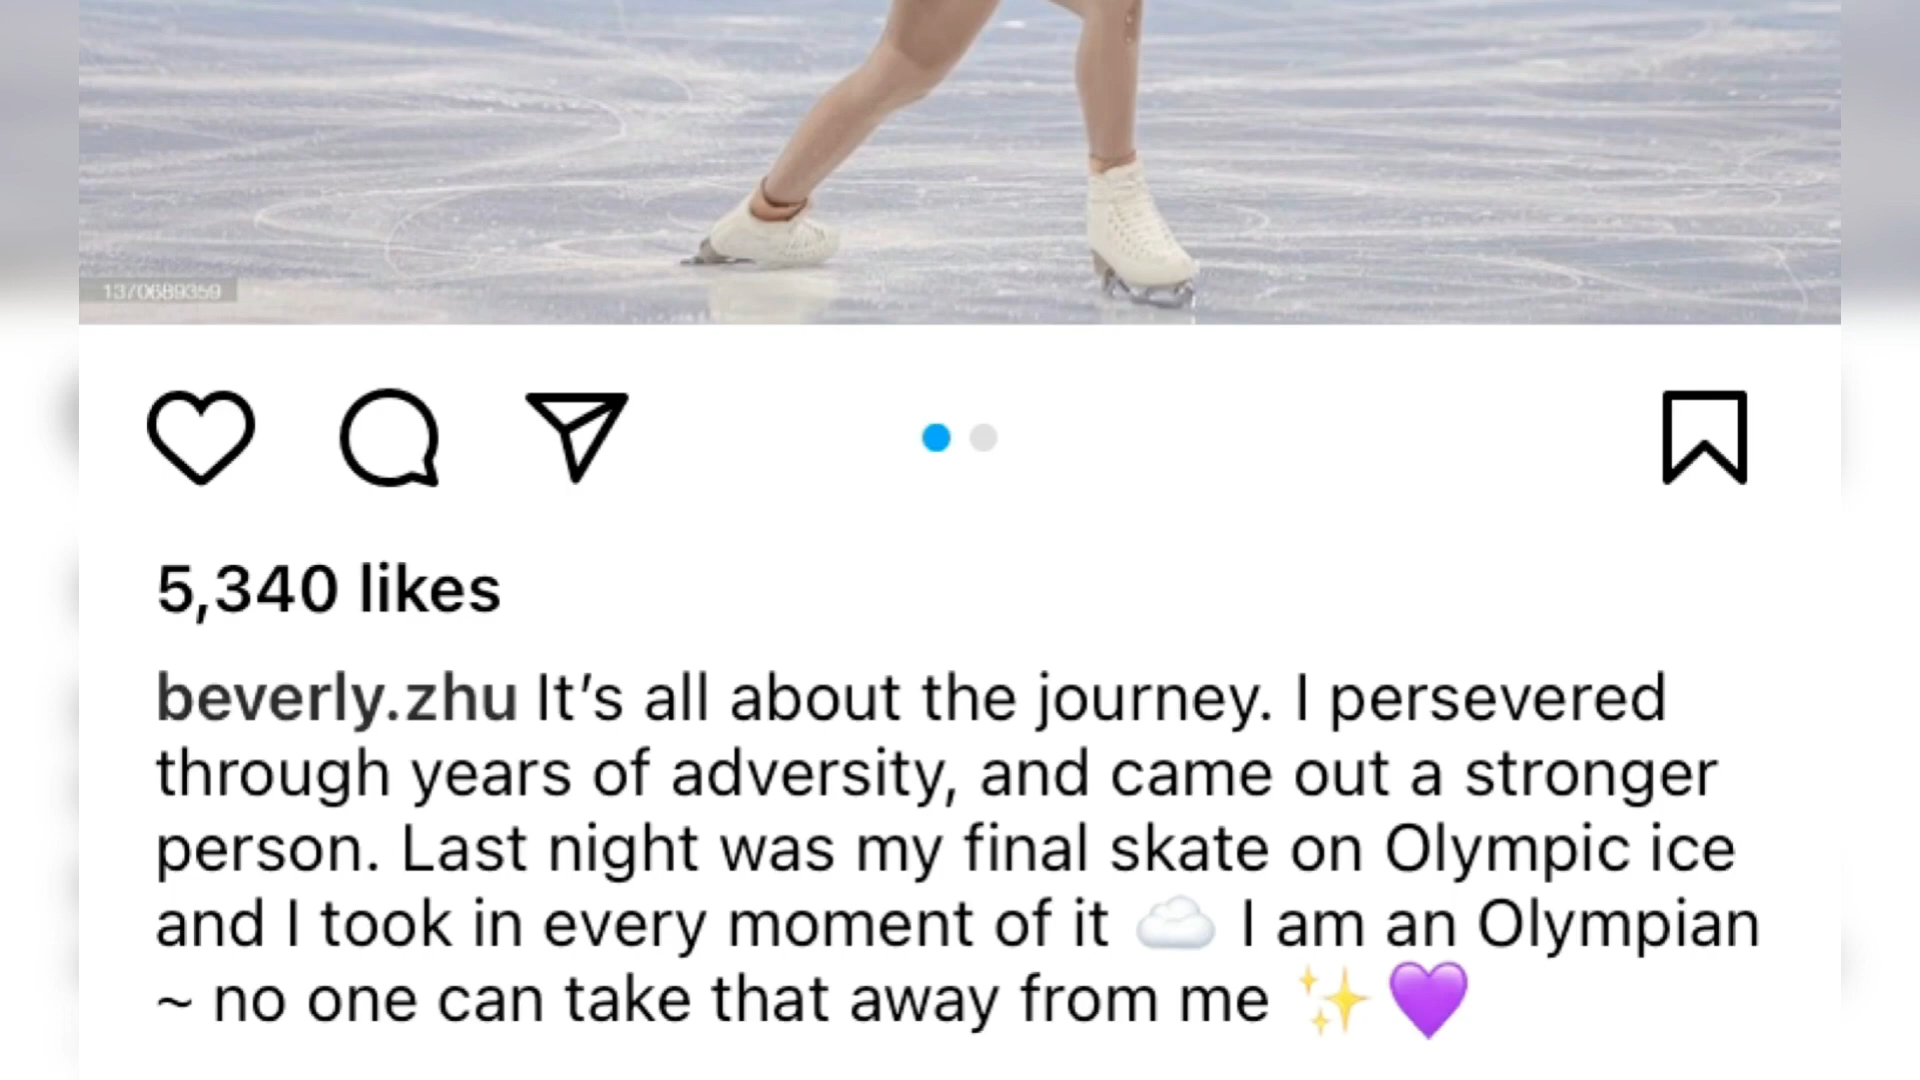 1370689359
5,340 likes
beverly.zhu It’s all about the journey. I persevered
through years of adversity, and came out a stronger
person. Last night was my final skate on Olympic ice
and I took in every moment of it ☁️ I am an Olympian
~ no one can take that away from me ✨💜